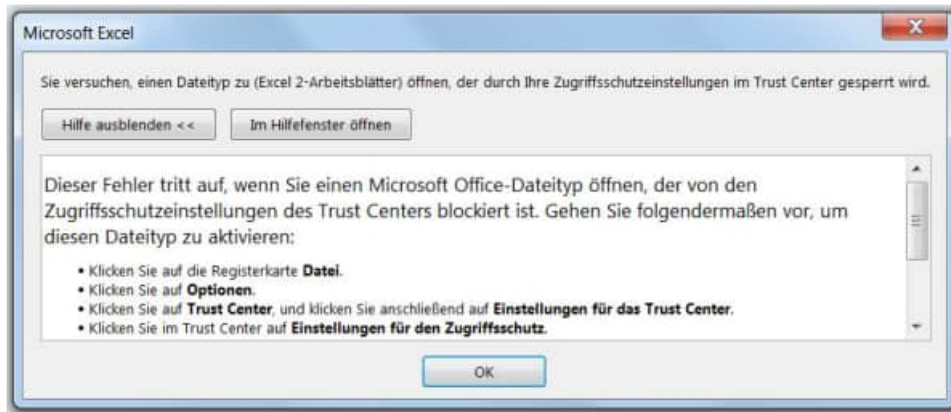 Microsoft Excel
Sie versuchen, einen Dateityp zu (Excel 2-Arbeitsblätter) öffnen, der durch Ihre Zugriffsschutzeinstellungen im Trust Center gesperrt wird.
Hilfe ausblenden << Im Hilfefenster öffnen
Dieser Fehler tritt auf, wenn Sie einen Microsoft Office-Dateityp öffnen, der von den
Zugriffsschutzeinstellungen des Trust Centers blockiert ist. Gehen Sie folgendermaßen vor, um
diesen Dateityp zu aktivieren:
• Klicken Sie auf die Registerkarte Datei.
• Klicken Sie auf Optionen.
• Klicken Sie auf Trust Center, und klicken Sie anschließend auf Einstellungen für das Trust Center.
• Klicken Sie im Trust Center auf Einstellungen für den Zugriffsschutz.
OK